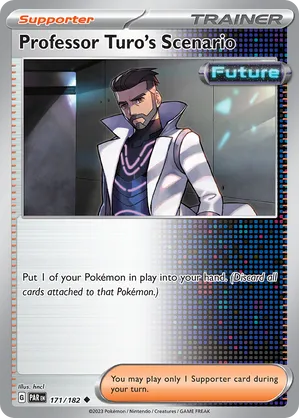 Supporter
TRAINER
Professor Turo's Scenario
Future
Put 1 of your Pokémon in play into your hand. (Discard all
cards attached to that Pokémon.)
Illus. hncl
G PAR EN 171/182 ◆
You may play only 1 Supporter card during
your turn.
©2023 Pokémon / Nintendo / Creatures / GAME FREAK